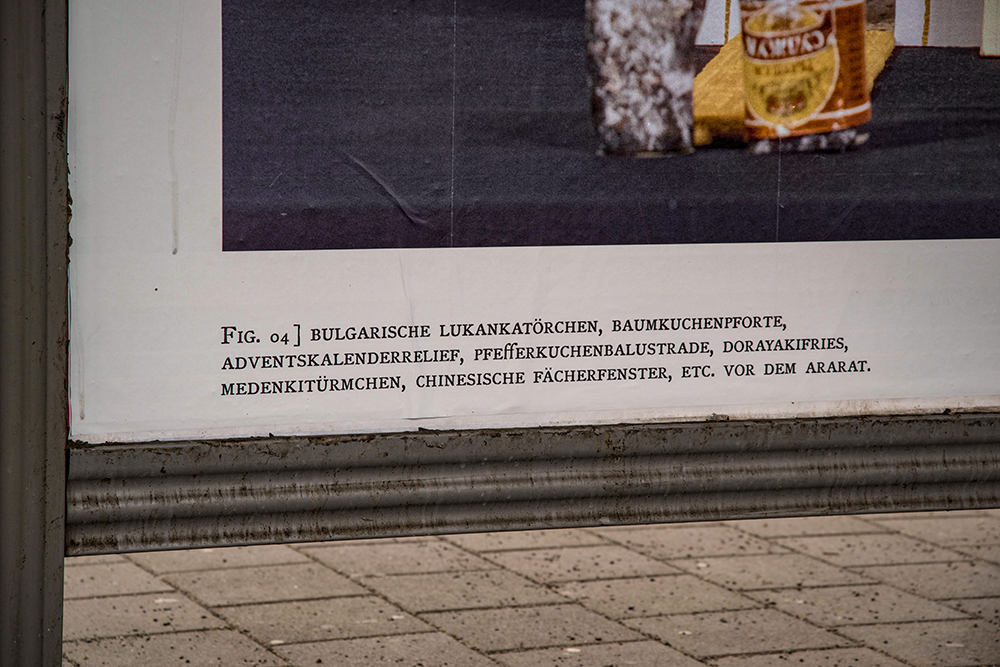 Fig. 04] BULGARISCHE LUKANKATÖRCHEN, BAUMKUCHENPFORTE,
ADVENTSKALENDERRELIEF, PFEffERKUCHENBALUSTRADE, DORAYAKIFRIES,
MEDENKITÜRMCHEN, CHINESISCHE FÄCHERFENSTER, ETC. VOR DEM ARARAT.